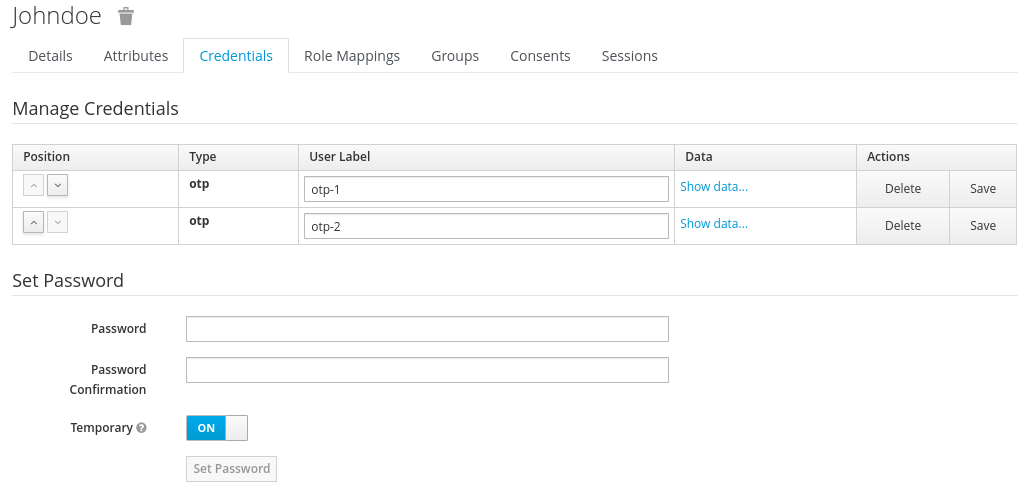 Johndoe
Details Attributes Credentials Role Mappings Groups Consents Sessions
Manage Credentials
Position Type User Label Data Actions
otp otp-1 Show data... Delete Save
otp otp-2 Show data... Delete Save
Set Password
Password
Password
Confirmation
Temporary ? ON
Set Password